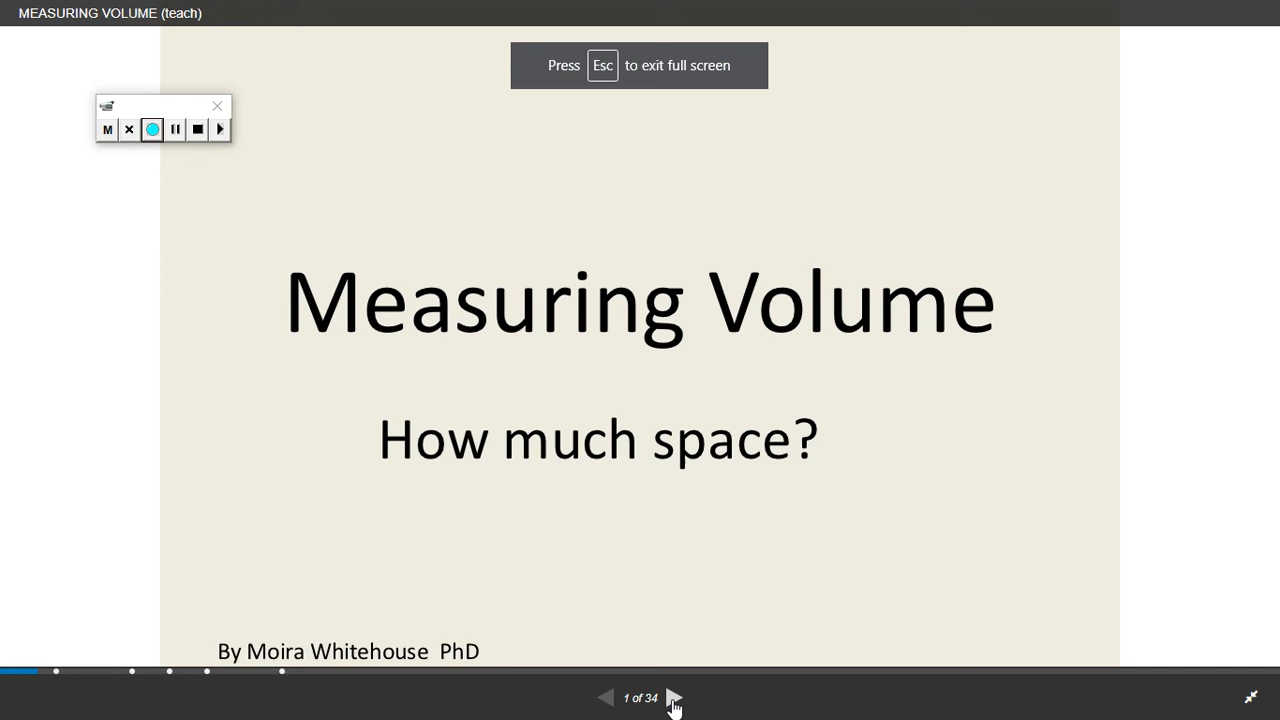 MEASURING VOLUME (teach)
Press Esc to exit full screen
M
Measuring Volume
How much space?
By Moira Whitehouse PhD
1 of 34